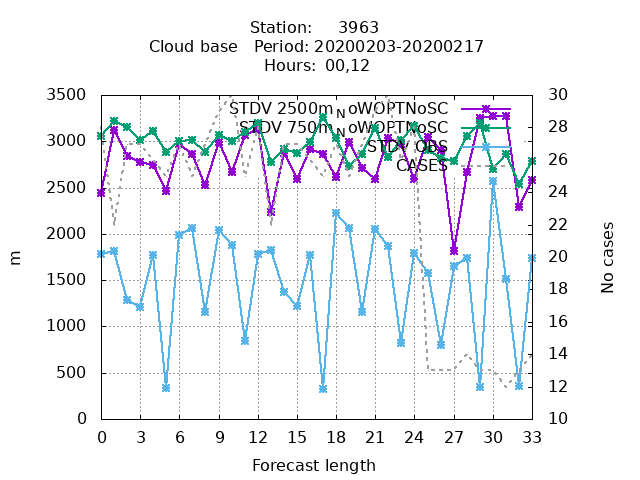 Station: 3963
Cloud base Period: 20200203-20200217
Hours: 00,12
STDV 2500m_NoWOPTNoSC
STDV 750m_NoWOPTNoSC
STDV OBS
CASES
3500
3000
2500
2000
1500
1000
500
0
m
30
28
26
24
22
20
18
16
14
12
10
No cases
0 3 6 9 12 15 18 21 24 27 30 33
Forecast length